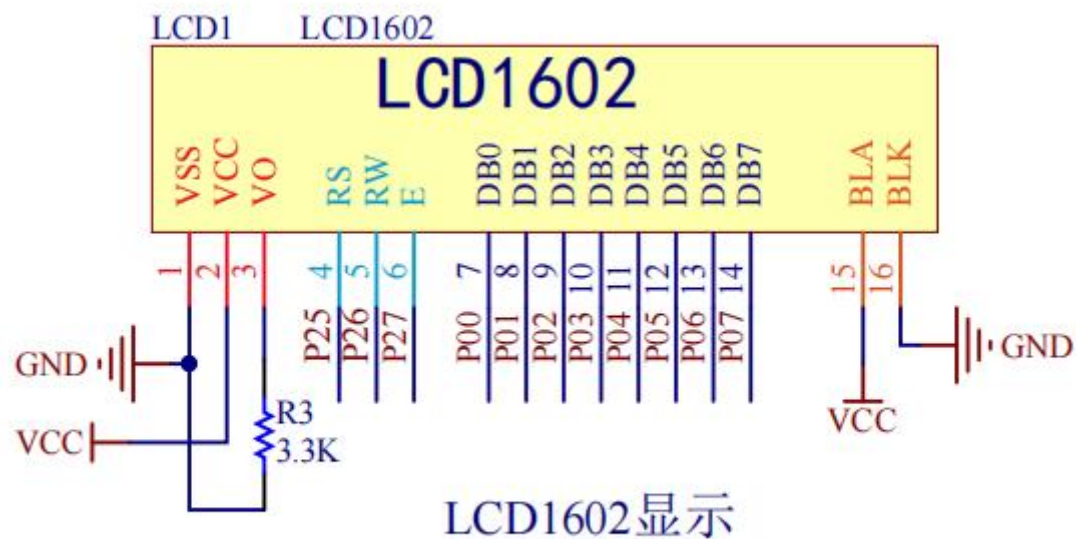 LCD1 LCD1602
LCD1602
VSS VCC VO RS RW E DB0 DB1 DB2 DB3 DB4 DB5 DB6 DB7 BLA BLK
1 2 3 4 5 6 7 8 9 10 11 12 13 14 15 16
P25 P26 P27 P00 P01 P02 P03 P04 P05 P06 P07
GND GND
R3
VCC
VCC 3.3K
LCD1602显示